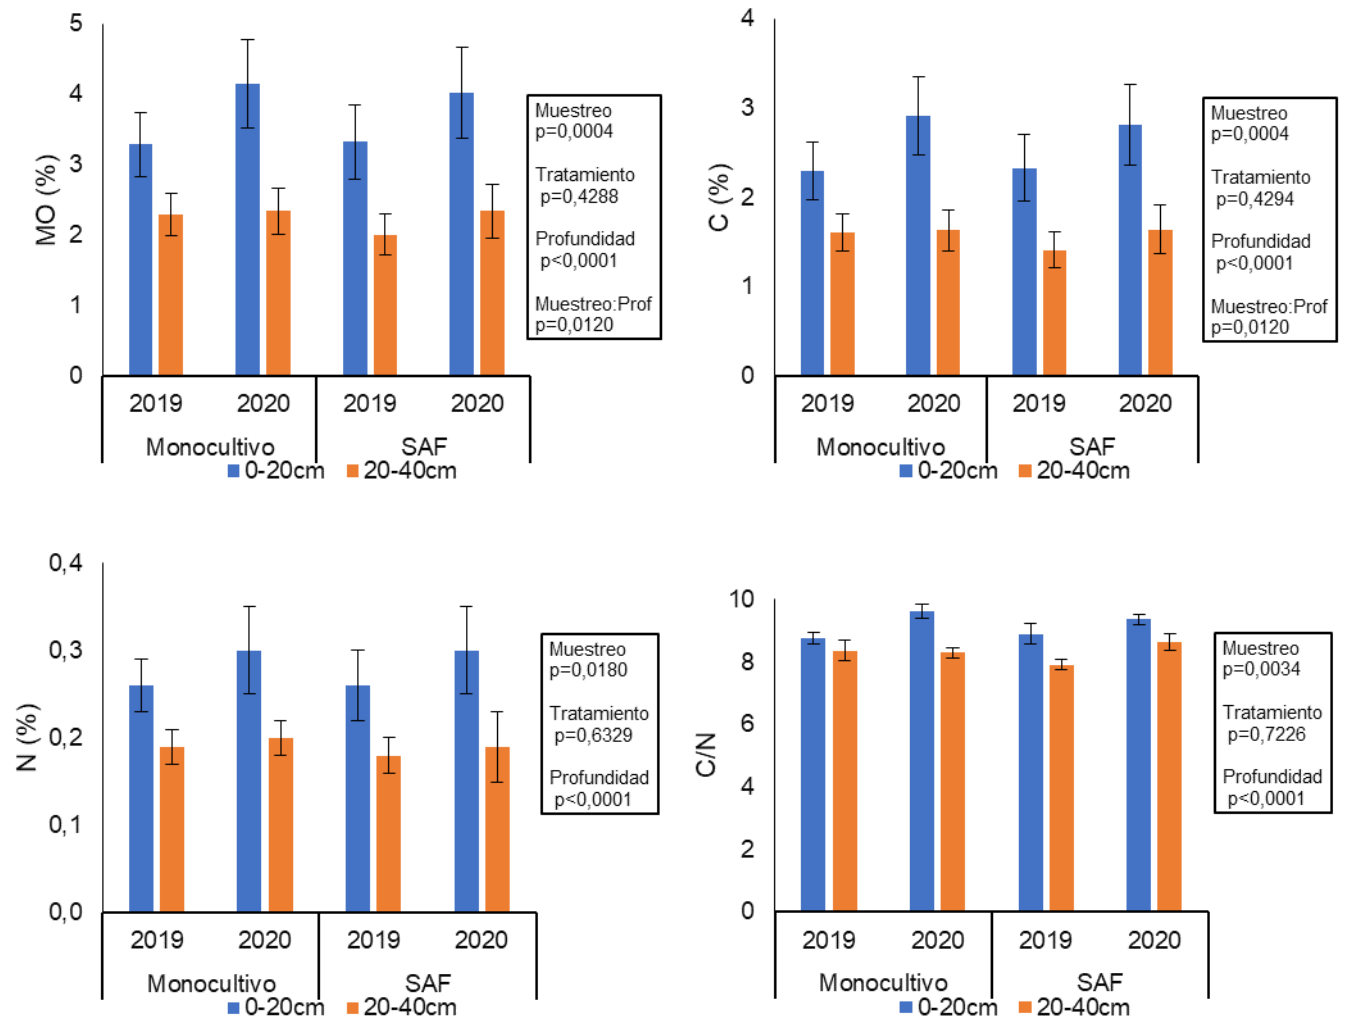 MO (%)
5
4
3
2
1
0
2019 2020 2019 2020
Monocultivo SAF
0-20cm 20-40cm
Muestreo
p=0,0004
Tratamiento
p=0,4288
Profundidad
p<0,0001
Muestreo:Prof
p=0,0120
C (%)
4
3
2
1
0
2019 2020 2019 2020
Monocultivo SAF
0-20cm 20-40cm
Muestreo
p=0,0004
Tratamiento
p=0,4294
Profundidad
p<0,0001
Muestreo:Prof
p=0,0120
N (%)
0,4
0,3
0,2
0,1
0,0
2019 2020 2019 2020
Monocultivo SAF
0-20cm 20-40cm
Muestreo
p=0,0180
Tratamiento
p=0,6329
Profundidad
p<0,0001
C/N
10
8
6
4
2
0
2019 2020 2019 2020
Monocultivo SAF
0-20cm 20-40cm
Muestreo
p=0,0034
Tratamiento
p=0,7226
Profundidad
p<0,0001